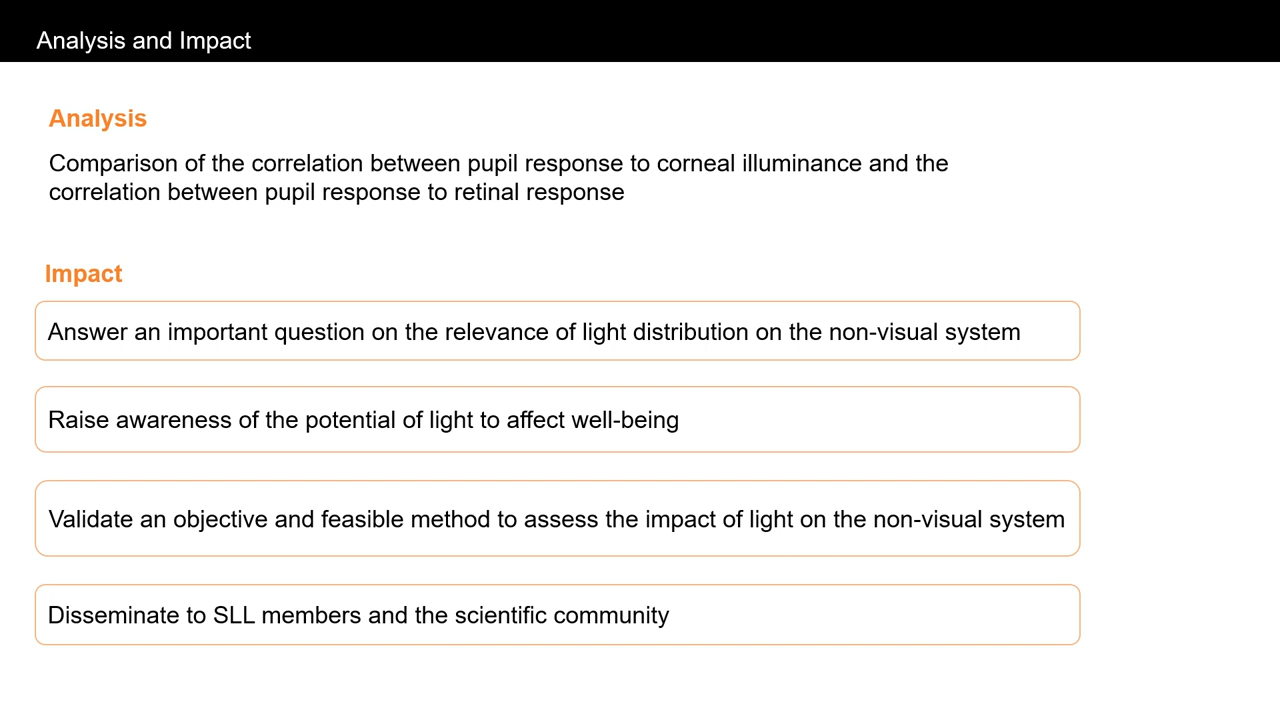 Analysis and Impact
Analysis
Comparison of the correlation between pupil response to corneal illuminance and the
correlation between pupil response to retinal response
Impact
Answer an important question on the relevance of light distribution on the non-visual system
Raise awareness of the potential of light to affect well-being
Validate an objective and feasible method to assess the impact of light on the non-visual system
Disseminate to SLL members and the scientific community